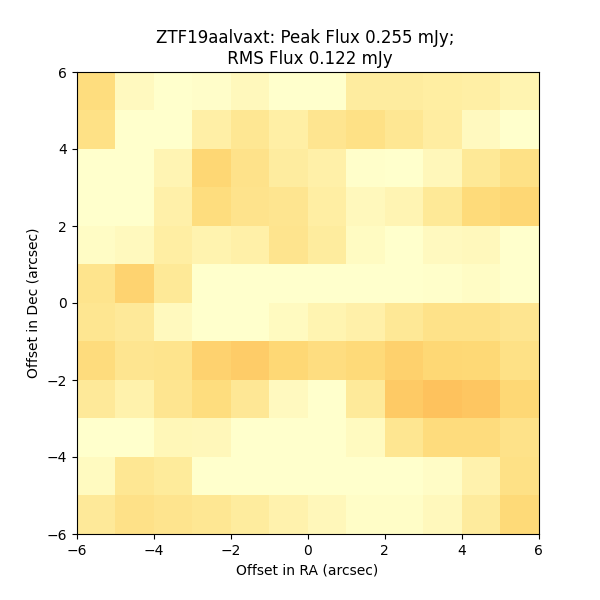 ZTF19aalvaxt: Peak Flux 0.255 mJy;
RMS Flux 0.122 mJy
6
4
2
0
−2
−4
−6
Offset in Dec (arcsec)
−6 −4 −2 0 2 4 6
Offset in RA (arcsec)